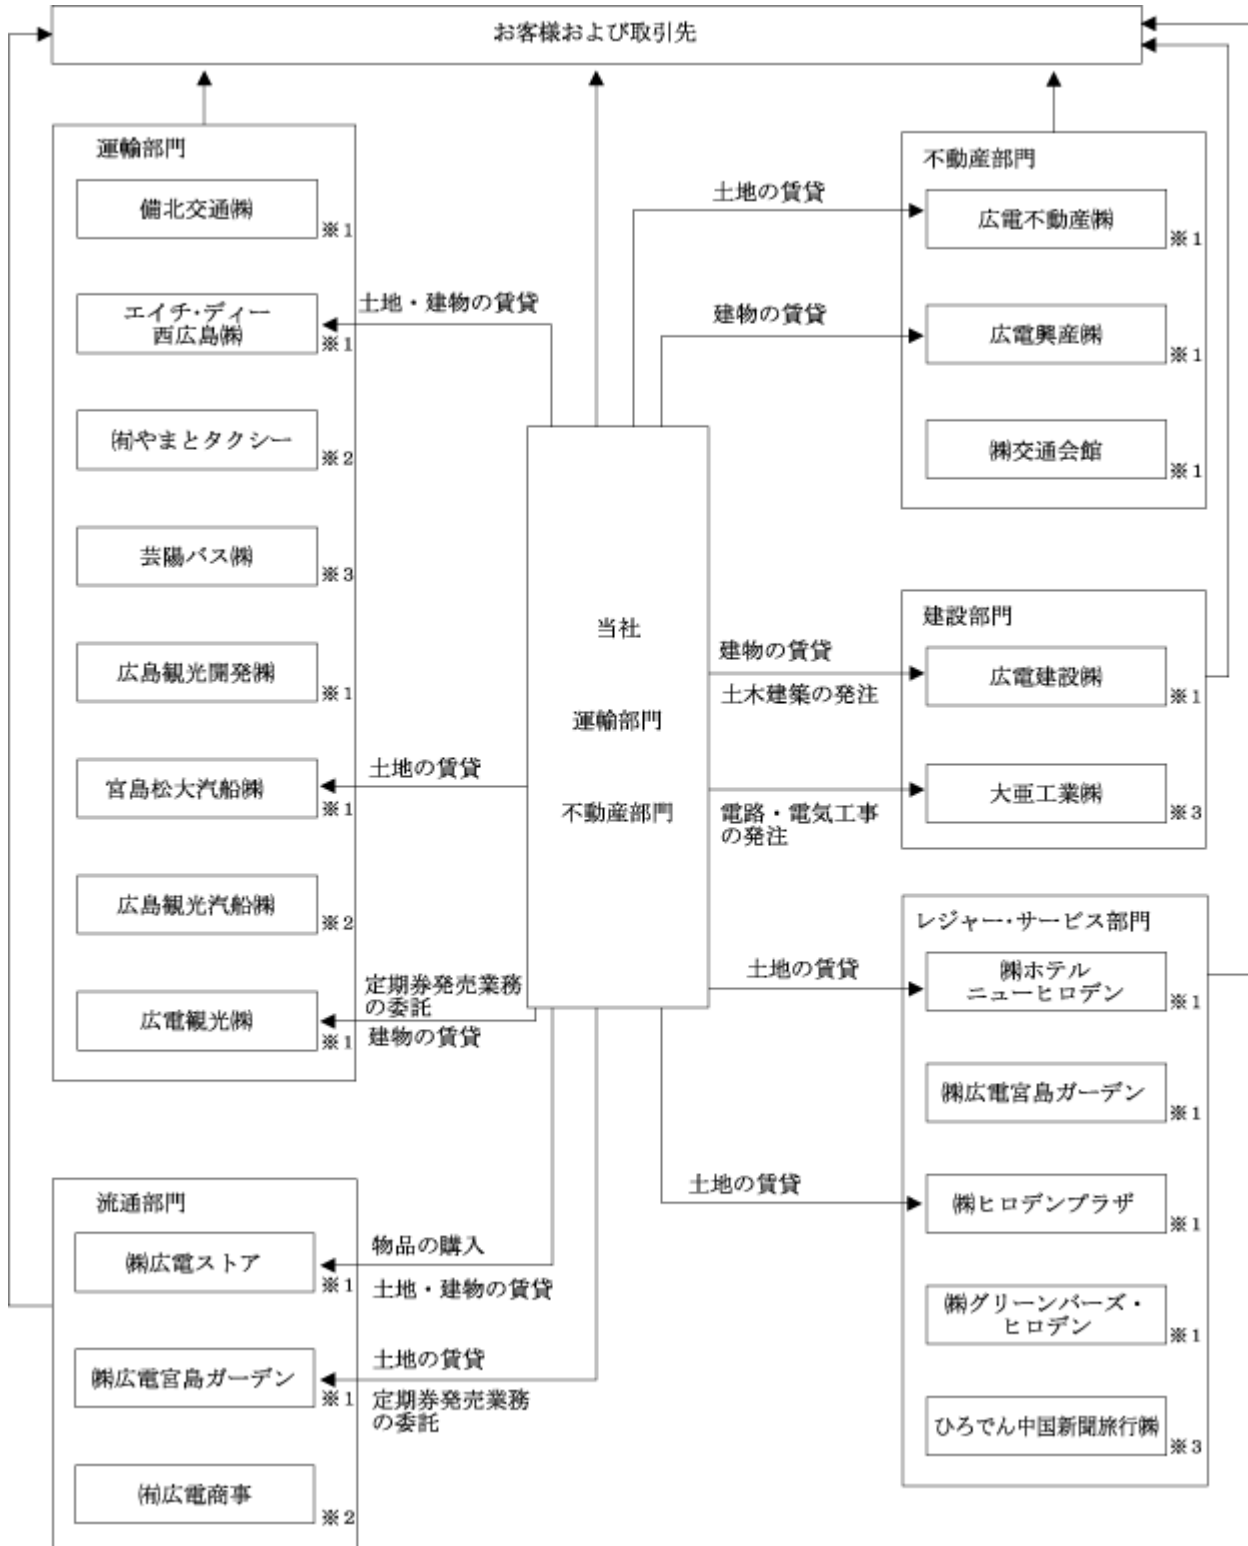 お客様および取引先
運輸部門
備北交通㈱
※1
エイチ・ディー
西広島㈱
※1
㈲やまとタクシー
※2
芸陽バス㈱
※3
広島観光開発㈱
※1
宮島松大汽船㈱
※1
広島観光汽船㈱
※2
広電観光㈱
※1
流通部門
㈱広電ストア
※1
㈱広電宮島ガーデン
※1
㈲広電商事
※2
土地・建物の賃貸
土地の賃貸
定期券発売業務
の委託
建物の賃貸
物品の購入
土地・建物の賃貸
土地の賃貸
定期券発売業務
の委託
当社
運輸部門
不動産部門
土地の賃貸
建物の賃貸
建物の賃貸
土木建築の発注
電路・電気工事
の発注
土地の賃貸
土地の賃貸
不動産部門
広電不動産㈱
※1
広電興産㈱
※1
㈱交通会館
※1
建設部門
広電建設㈱
※1
大亜工業㈱
※3
レジャー・サービス部門
㈱ホテル
ニューヒロデン
※1
㈱広電宮島ガーデン
※1
㈱ヒロデンプラザ
※1
㈱グリーンバーズ・
ヒロデン
※1
ひろでん中国新聞旅行㈱
※3